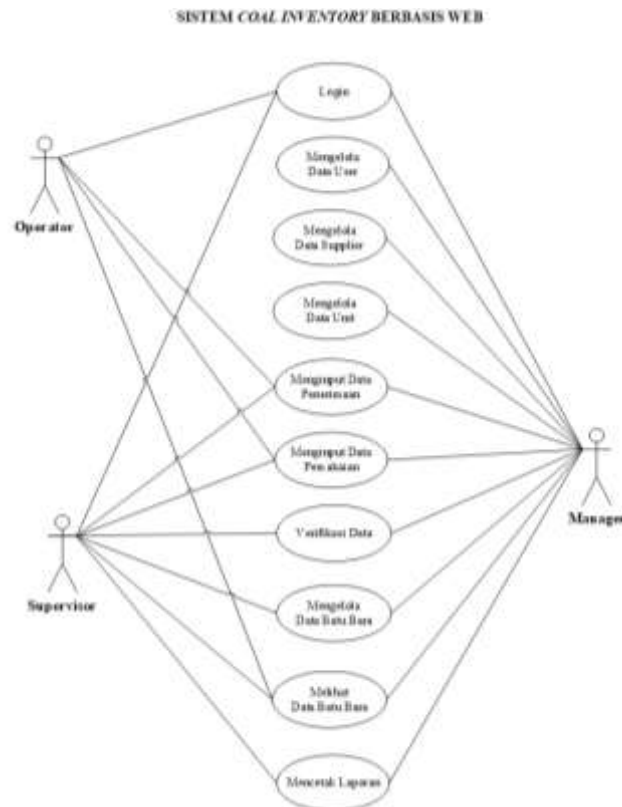 SISTEM COAL INVENTORY BERBASIS WEB
Login
Mengelola
Data User
Operator
Mengelola
Data Supplier
Mengelola
Data Unit
Menginput Data
Penerimaan
Menginput Data
Pemakaian
Manager
Verifikasi Data
Supervisor
Mengelola
Data Batu Bara
Melihat
Data Batu Bara
Mencetak Laporan